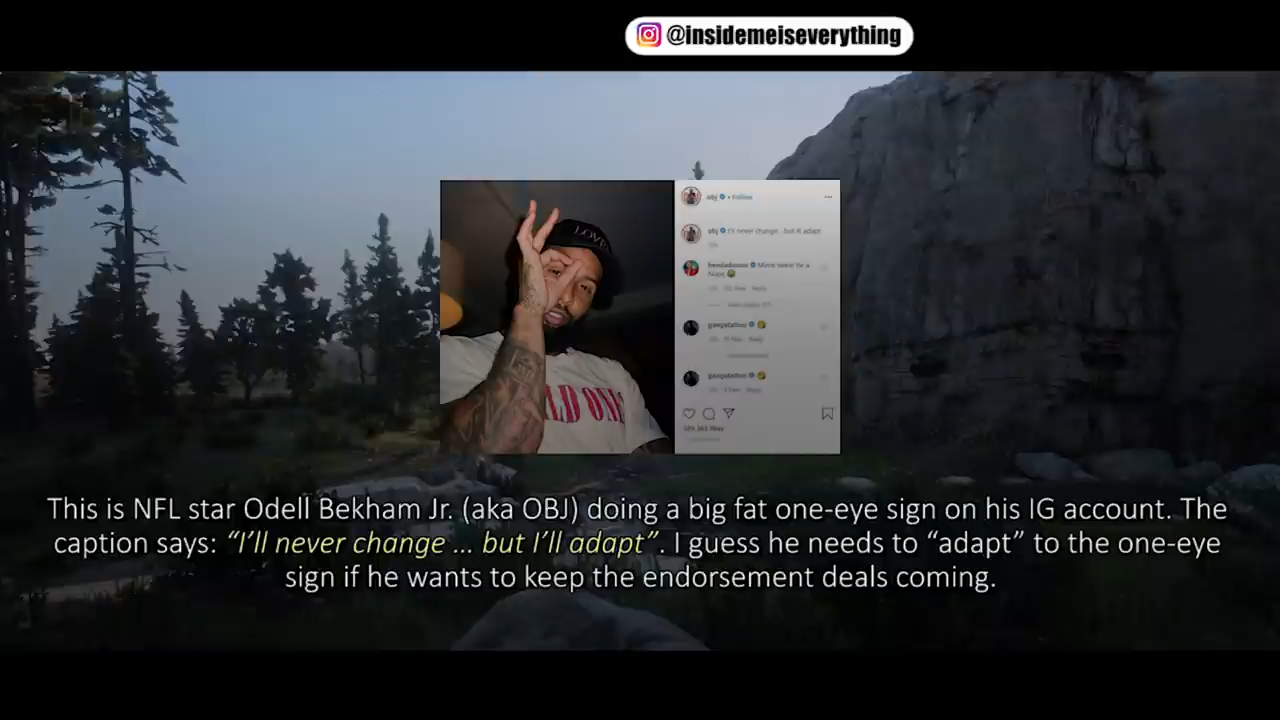 @insidemeiseverything
obj • Follow
LOVE
obj I'll never change.. but I'll adapt
This is NFL star Odell Bekham Jr. (aka OBJ) doing a big fat one-eye sign on his IG account. The
caption says: “I’ll never change ... but I’ll adapt”. I guess he needs to “adapt” to the one-eye
sign if he wants to keep the endorsement deals coming.